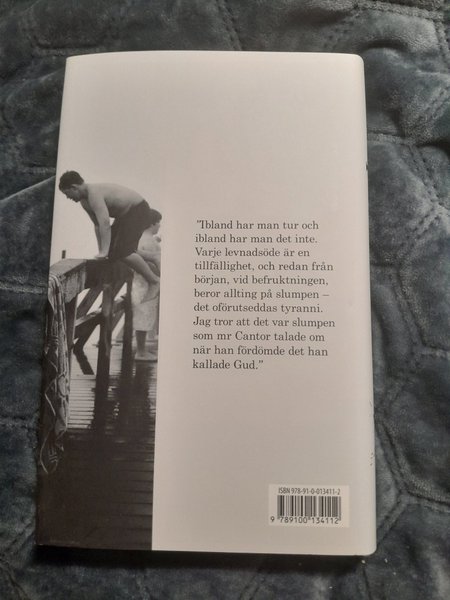 "Ibland har man tur och
ibland har man det inte.
Varje levnadsöde är en
tillfällighet, och redan från
början, vid befruktningen,
beror allting på slumpen –
det oförutseddas tyranni.
Jag tror att det var slumpen
som mr Cantor talade om
när han fördömde det han
kallade Gud."
ISBN 978-91-0-013411-2
9 789100 134112